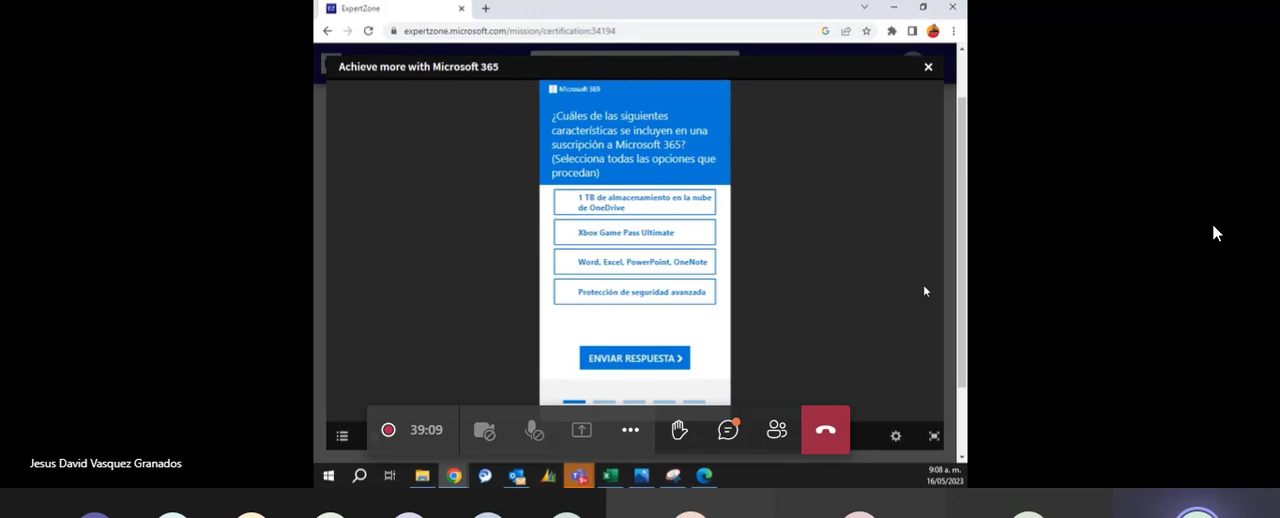 ExpertZone
expertzone.microsoft.com/mission/certification:34194
Achieve more with Microsoft 365
Microsoft 365
¿Cuáles de las siguientes
características se incluyen en una
suscripción a Microsoft 365?
(Selecciona todas las opciones que
procedan)
1 TB de almacenamiento en la nube
de OneDrive
Xbox Game Pass Ultimate
Word, Excel, PowerPoint, OneNote
Protección de seguridad avanzada
ENVIAR RESPUESTA
39:09
Jesus David Vasquez Granados
9:08 a. m.
16/05/2023